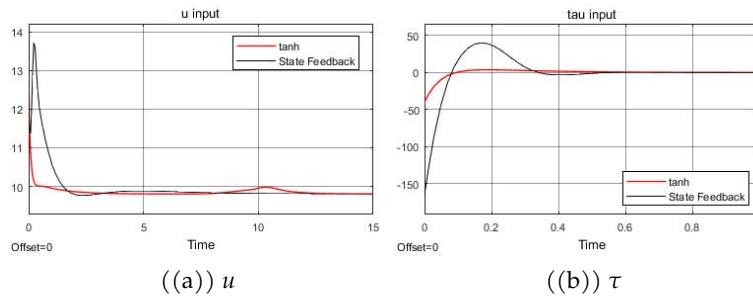 u input
14
13
12
11
10
tanh
State Feedback
0 5 10 15
Offset=0
Time
((a)) u
tau input
50
0
-50
-100
-150
tanh
State Feedback
0 0.2 0.4 0.6 0.8
Offset=0
Time
((b)) τ